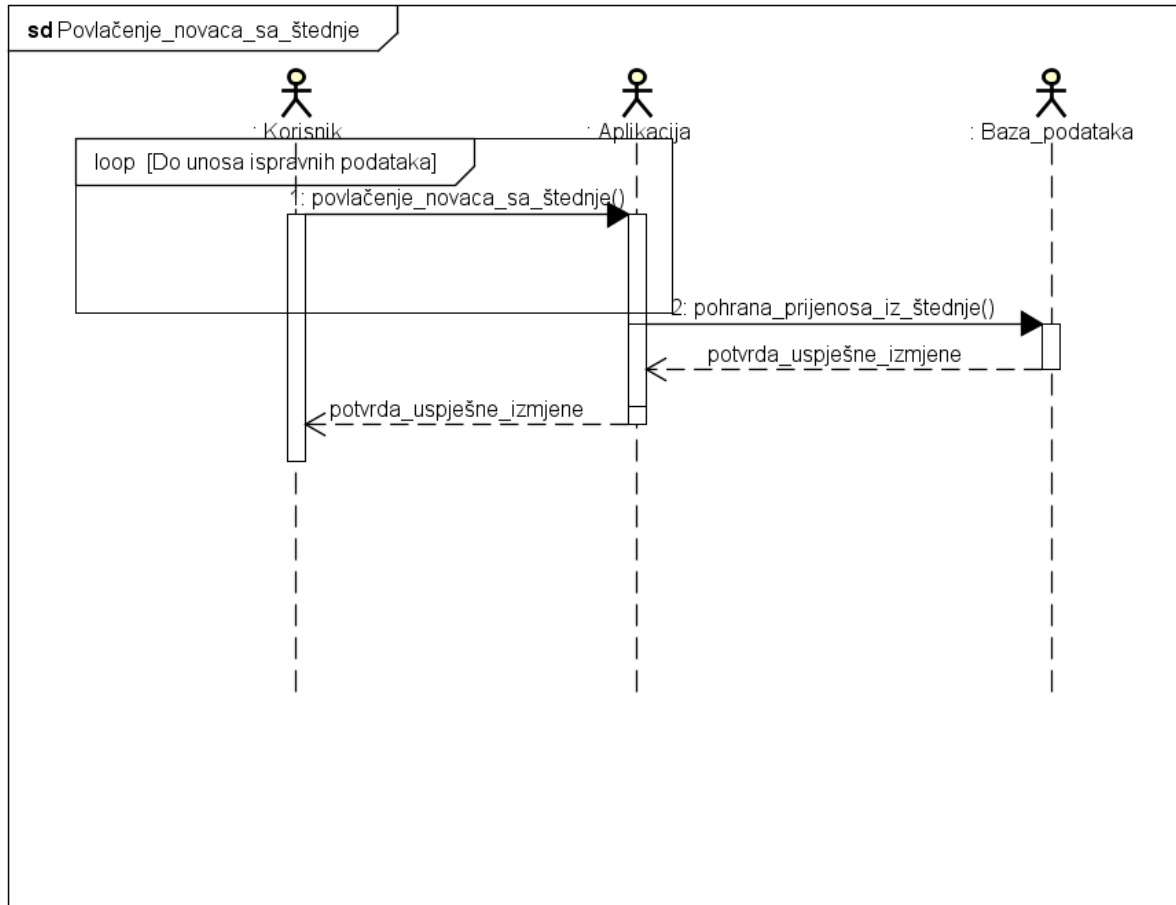 sd Povlačenje_novaca_sa_štednje
: Korisnik
: Aplikacija
: Baza_podataka
loop [Do unosa ispravnih podataka]
1: povlačenje_novaca_sa_štednje()
2: pohrana_prijenosa_iz_štednje()
potvrda_uspješne_izmjene
potvrda_uspješne_izmjene